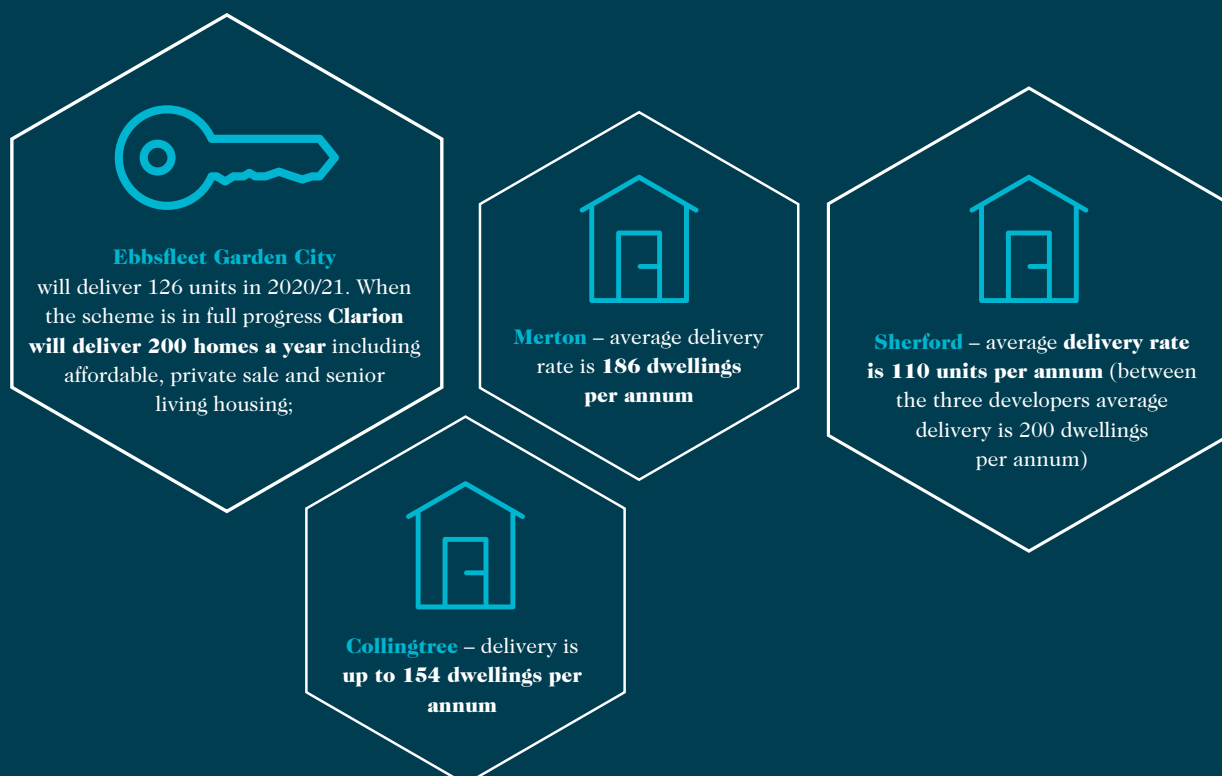 Ebbsfleet Garden City
will deliver 126 units in 2020/21. When
the scheme is in full progress Clarion
will deliver 200 homes a year including
affordable, private sale and senior
living housing;
Merton – average delivery
rate is 186 dwellings
per annum
Sherford – average delivery rate
is 110 units per annum (between
the three developers average
delivery is 200 dwellings
per annum)
Collingtree – delivery is
up to 154 dwellings per
annum